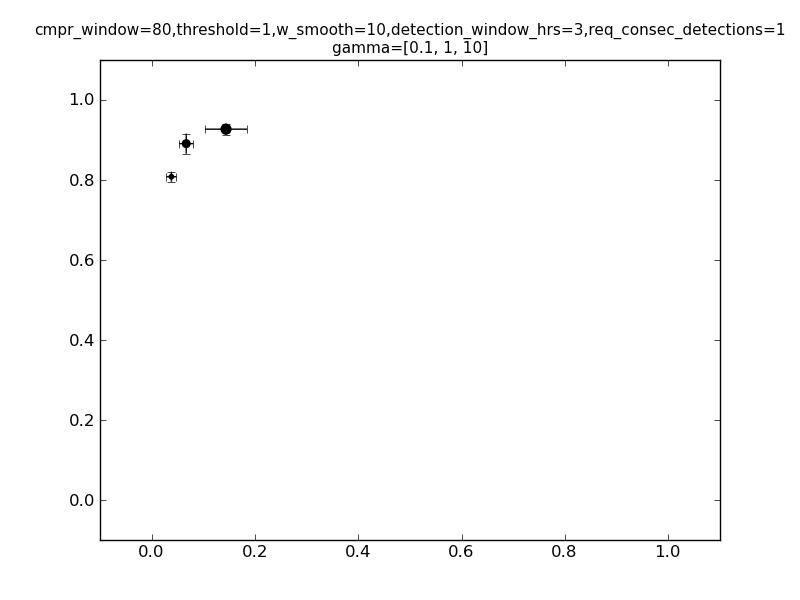 cmpr_window=80,threshold=1,w_smooth=10,detection_window_hrs=3,req_consec_detections=1
gamma=[0.1, 1, 10]
1.0
0.8
0.6
0.4
0.2
0.0
0.0 0.2 0.4 0.6 0.8 1.0